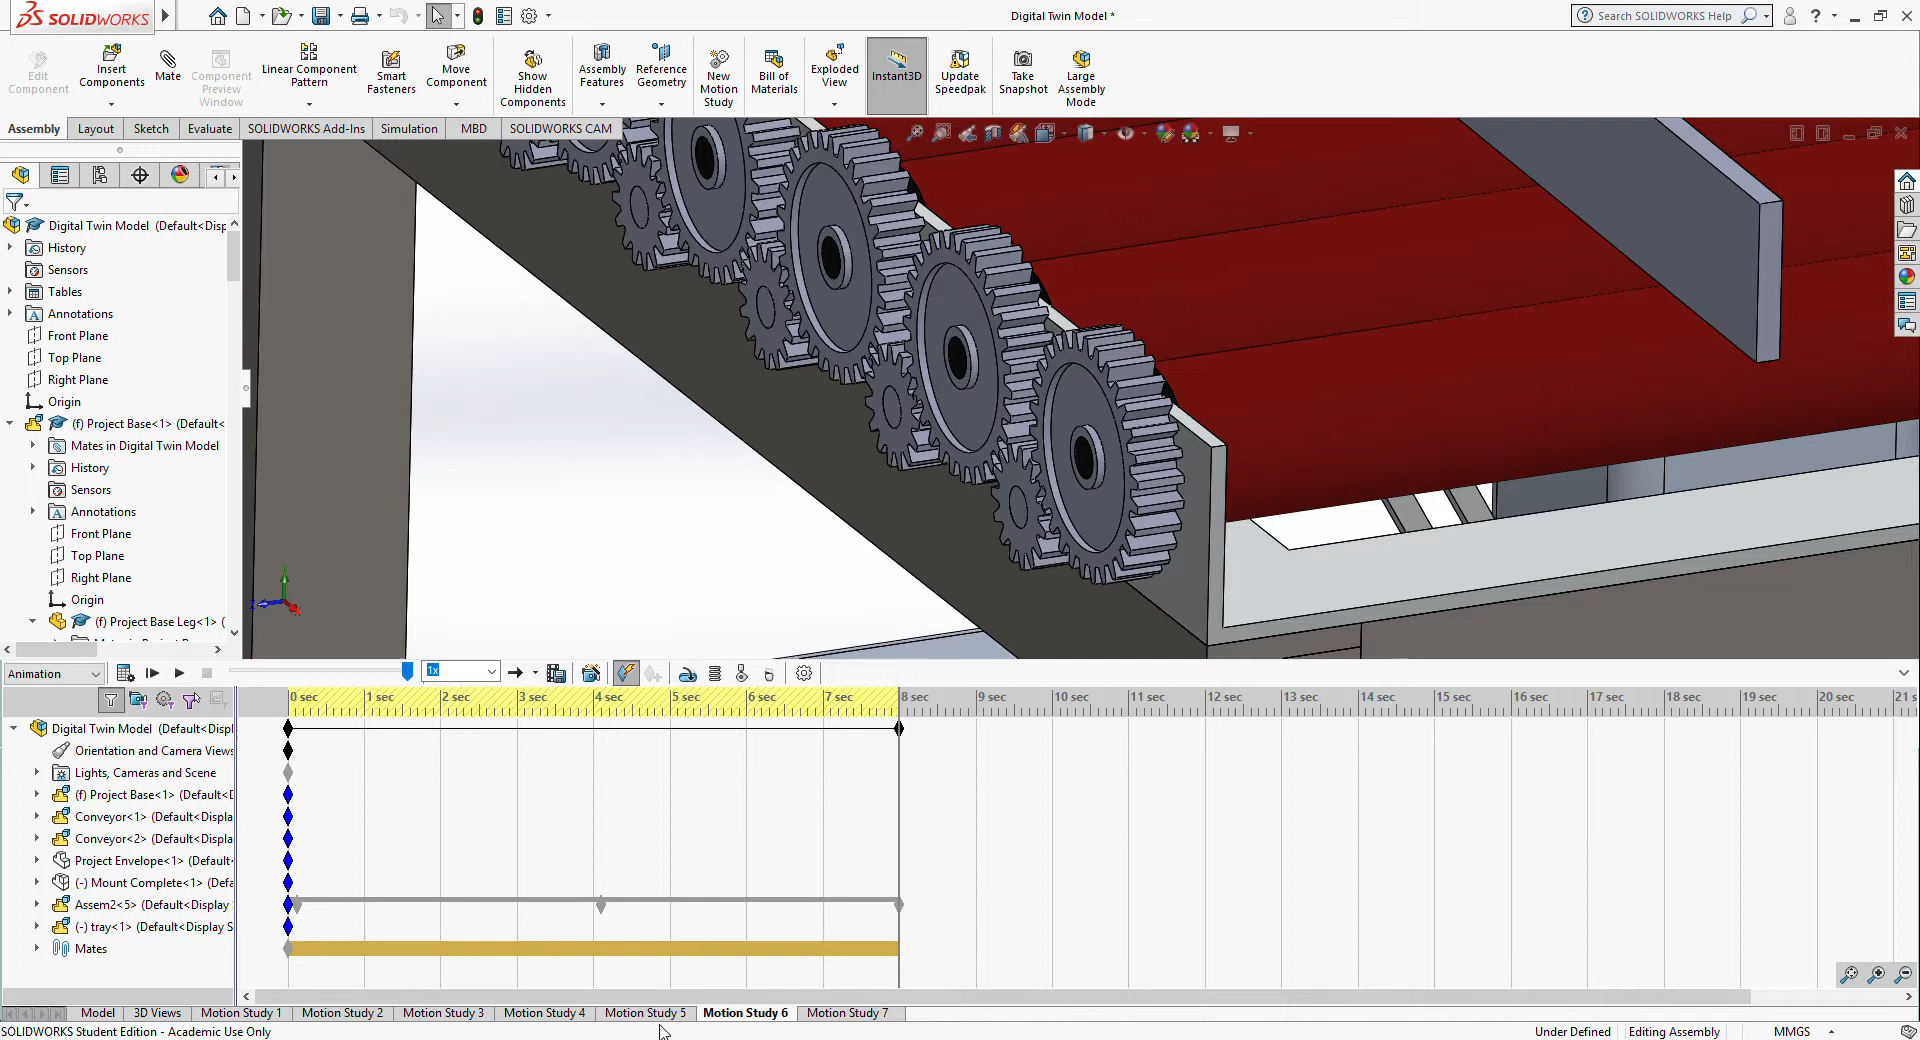 SOLIDWORKS
Digital Twin Model *
Search SOLIDWORKS Help
Edit Component
Insert Components
Mate
Component Preview Window
Linear Component Pattern
Smart Fasteners
Move Component
Show Hidden Components
Assembly Features
Reference Geometry
New Motion Study
Bill of Materials
Exploded View
Instant3D
Update Speedpak
Take Snapshot
Large Assembly Mode
Assembly Layout Sketch Evaluate SOLIDWORKS Add-Ins Simulation MBD SOLIDWORKS CAM
Digital Twin Model (Default<Disp
History
Sensors
Tables
Annotations
Front Plane
Top Plane
Right Plane
Origin
(f) Project Base<1> (Default<
Mates in Digital Twin Model
History
Sensors
Annotations
Front Plane
Top Plane
Right Plane
Origin
(f) Project Base Leg<1> (
Animation
1x
0 sec 1 sec 2 sec 3 sec 4 sec 5 sec 6 sec 7 sec 8 sec 9 sec 10 sec 11 sec 12 sec 13 sec 14 sec 15 sec 16 sec 17 sec 18 sec 19 sec 20 sec 21 s
Digital Twin Model (Default<Displ
Orientation and Camera Views
Lights, Cameras and Scene
(f) Project Base<1> (Default<D
Conveyor<1> (Default<Displa
Conveyor<2> (Default<Displa
Project Envelope<1> (Default<
(-) Mount Complete<1> (Defa
Assem2<5> (Default<Display
(-) tray<1> (Default<Display S
Mates
Model 3D Views Motion Study 1 Motion Study 2 Motion Study 3 Motion Study 4 Motion Study 5 Motion Study 6 Motion Study 7
SOLIDWORKS Student Edition - Academic Use Only
Under Defined Editing Assembly MMGS